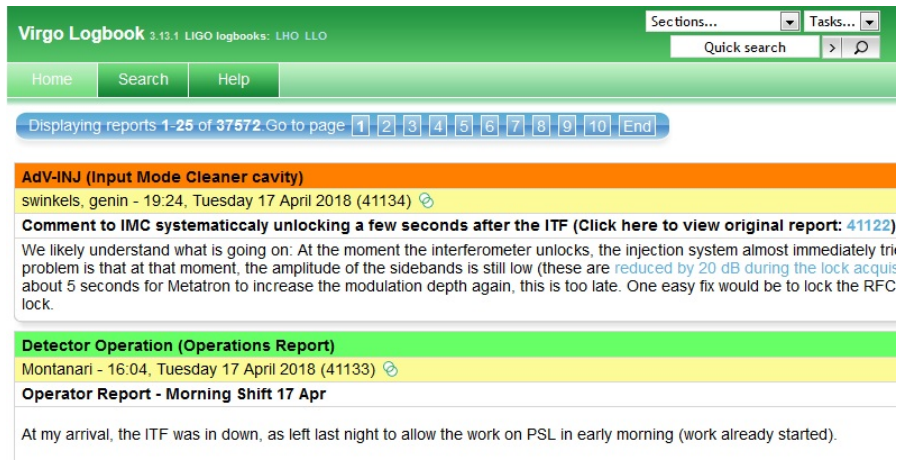 Virgo Logbook 3.13.1 LIGO logbooks: LHO LLO
Sections... Tasks...
Quick search >
Home Search Help
Displaying reports 1-25 of 37572.Go to page 1 2 3 4 5 6 7 8 9 10 End
AdV-INJ (Input Mode Cleaner cavity)
swinkels, genin - 19:24, Tuesday 17 April 2018 (41134)
Comment to IMC systematiccaly unlocking a few seconds after the ITF (Click here to view original report: 41122)
We likely understand what is going on: At the moment the interferometer unlocks, the injection system almost immediately trie
problem is that at that moment, the amplitude of the sidebands is still low (these are reduced by 20 dB during the lock acquis
about 5 seconds for Metatron to increase the modulation depth again, this is too late. One easy fix would be to lock the RFC
lock.
Detector Operation (Operations Report)
Montanari - 16:04, Tuesday 17 April 2018 (41133)
Operator Report - Morning Shift 17 Apr
At my arrival, the ITF was in down, as left last night to allow the work on PSL in early morning (work already started).